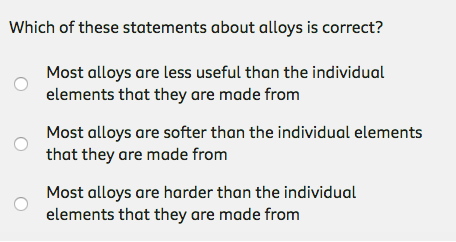 Which of these statements about alloys is correct?
Most alloys are less useful than the individual
elements that they are made from
Most alloys are softer than the individual elements
that they are made from
Most alloys are harder than the individual
elements that they are made from